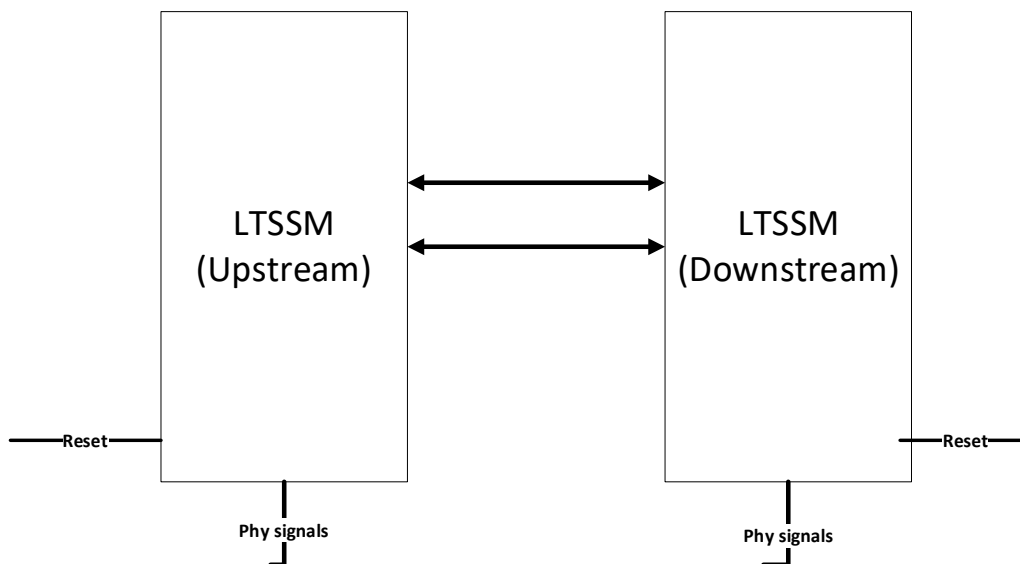 LTSSM
(Upstream)
LTSSM
(Downstream)
Reset
Reset
Phy signals
Phy signals